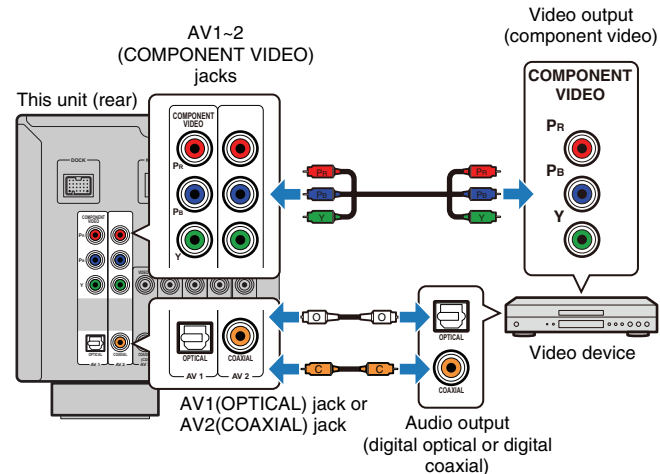 AV1~2
(COMPONENT VIDEO)
jacks
Video output
(component video)
This unit (rear)
COMPONENT
VIDEO
PR
PB
Y
COMPONENT
VIDEO
PR
PB
Y
PR
PB
Y
PR
PB
Y
DOCK
COMPONENT
VIDEO
PR
PB
Y
OPTICAL
COAXIAL
AV 1
AV 2
OPTICAL
COAXIAL
AV 1
AV 2
O
O
C
C
OPTICAL
COAXIAL
Video device
AV1(OPTICAL) jack or
AV2(COAXIAL) jack
Audio output
(digital optical or digital
coaxial)